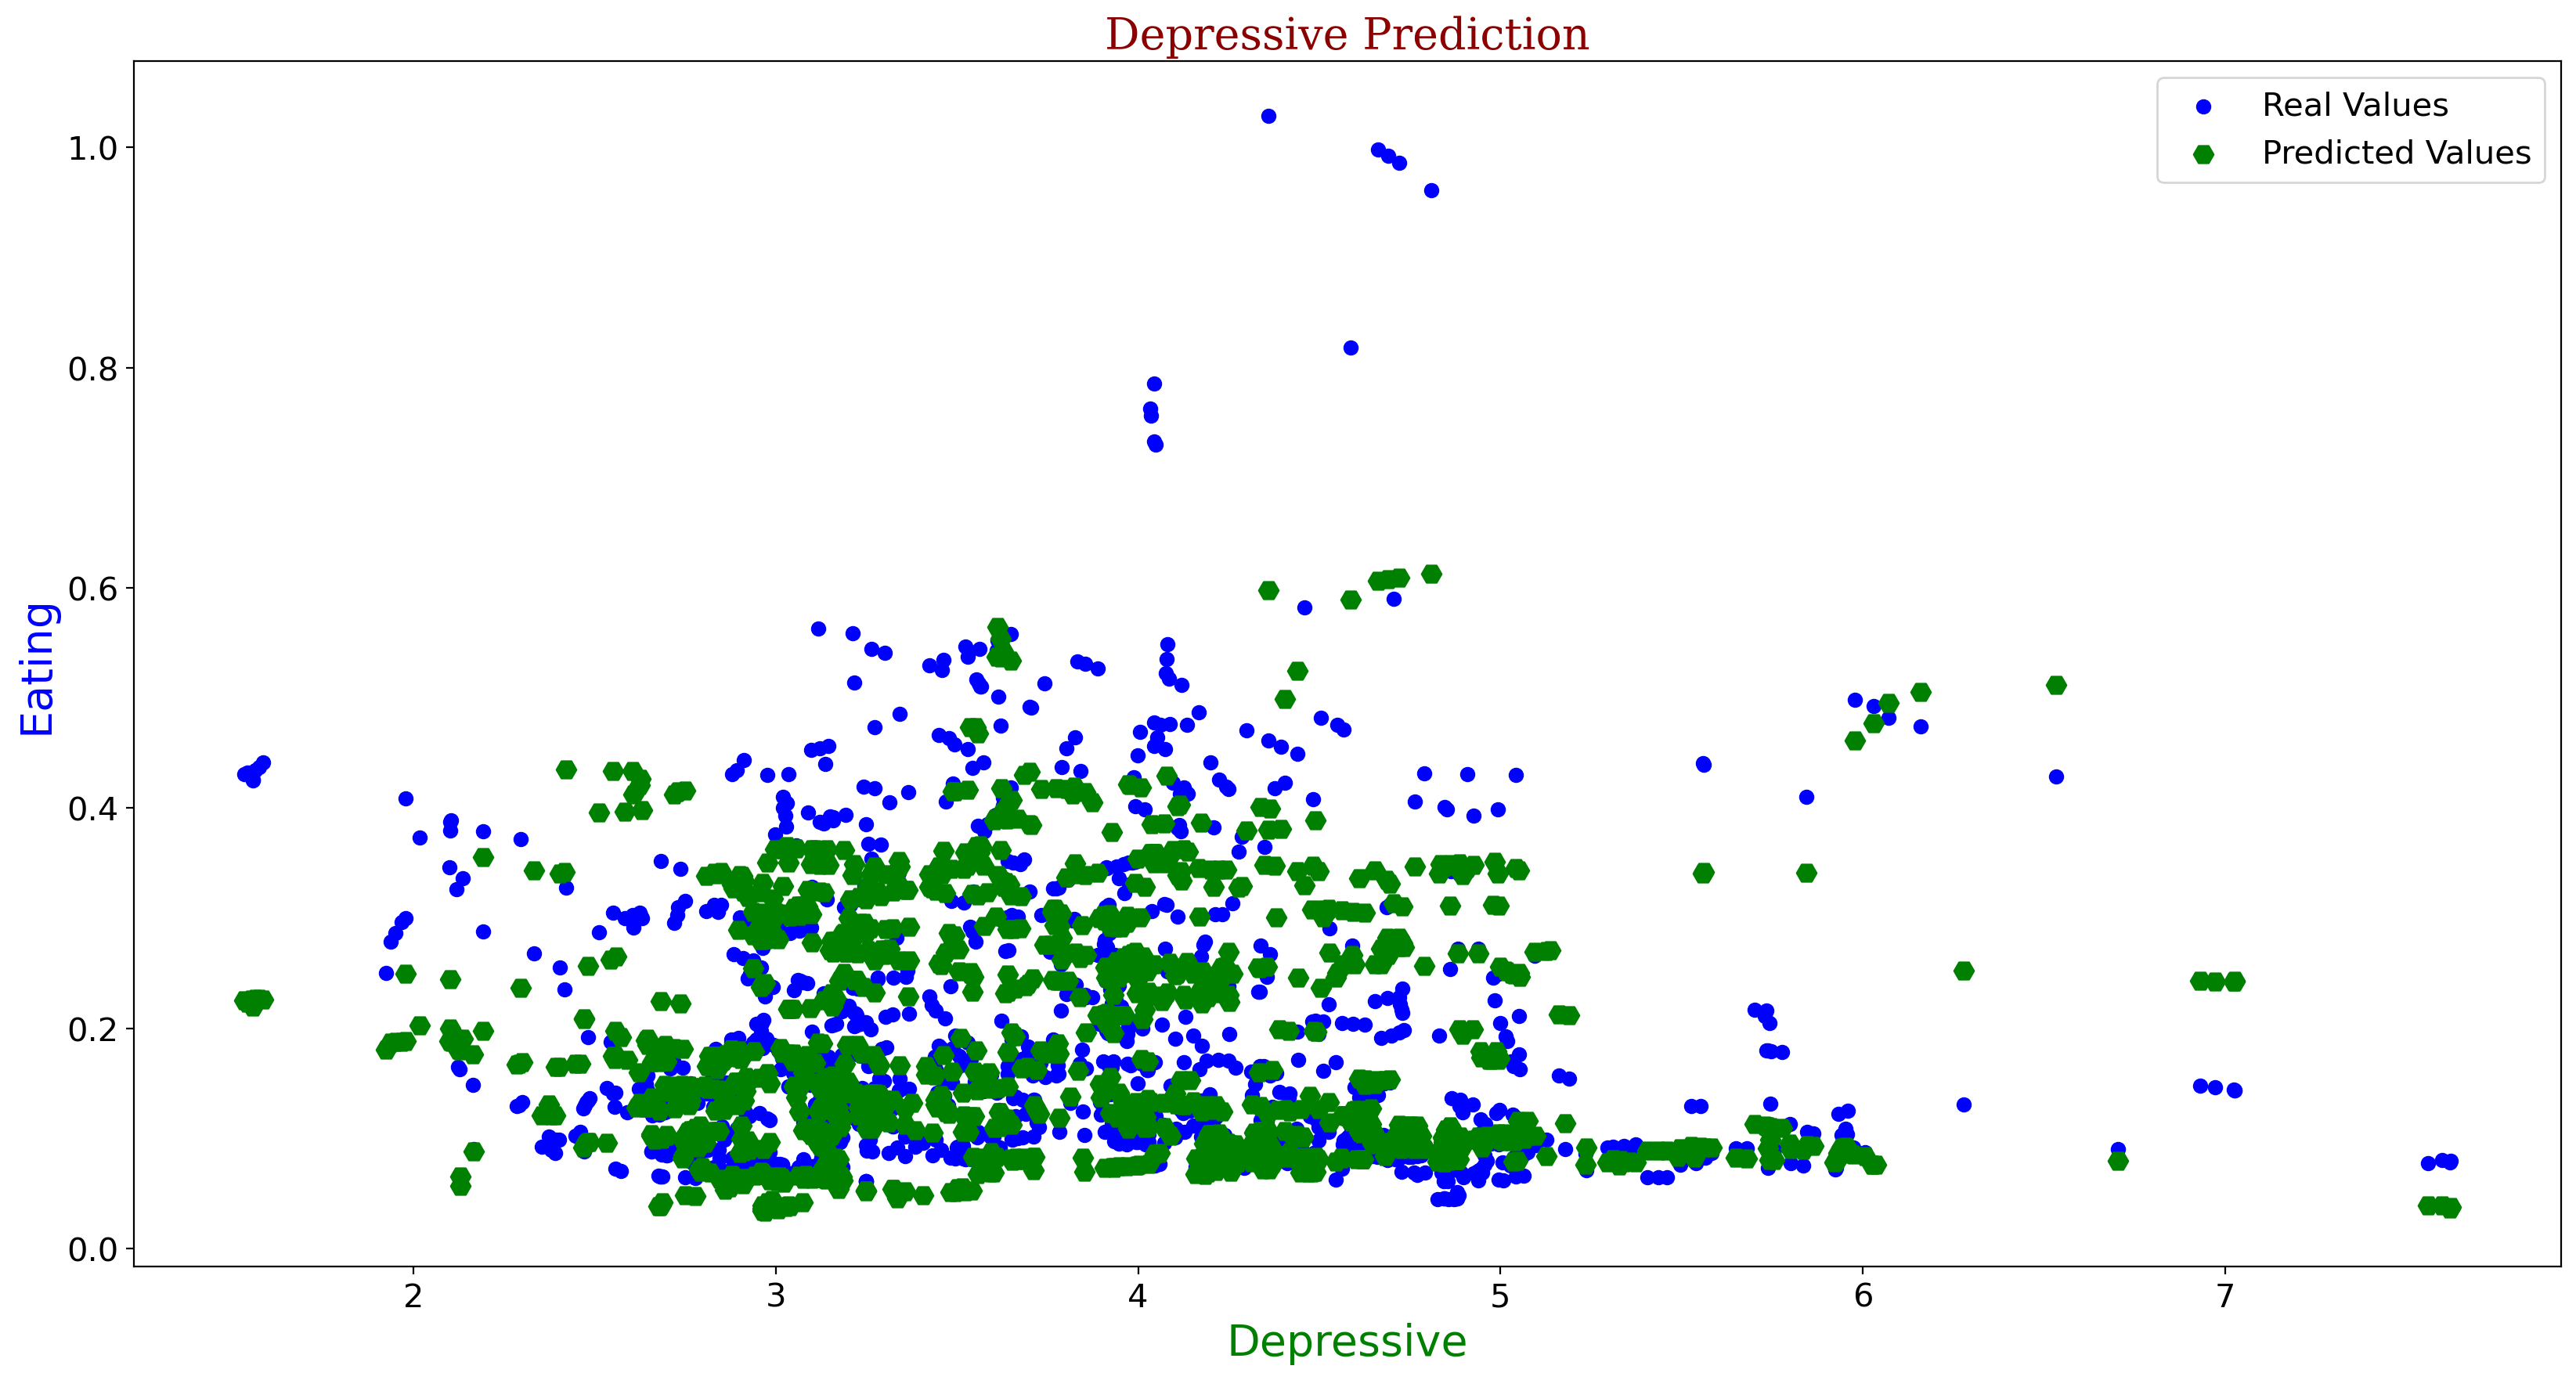 Depressive Prediction
Real Values
Predicted Values
1.0
0.8
0.6
0.4
0.2
0.0
Eating
2 3 4 5 6 7
Depressive